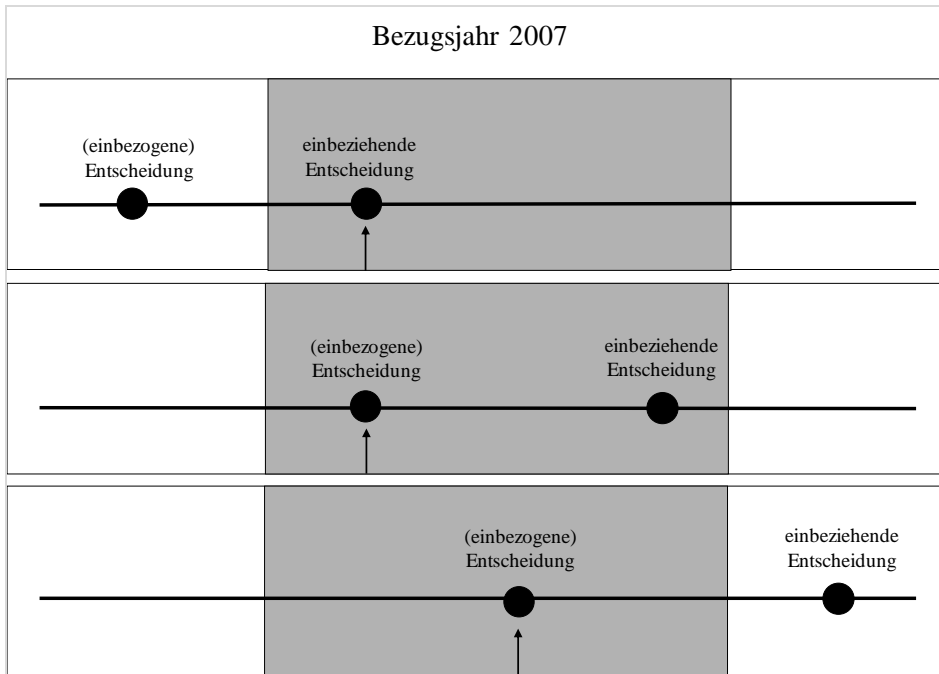 Bezugsjahr 2007
(einbezogene)
Entscheidung
einbeziehende
Entscheidung
(einbezogene)
Entscheidung
einbeziehende
Entscheidung
(einbezogene)
Entscheidung
einbeziehende
Entscheidung